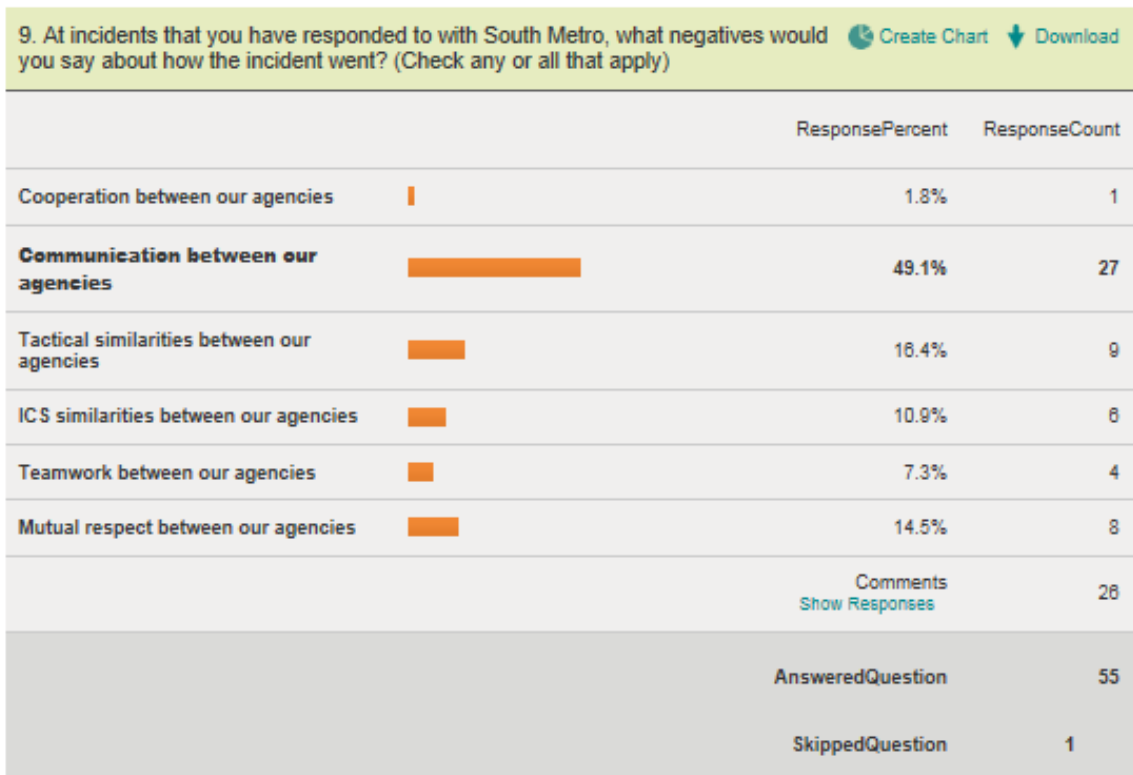 9. At incidents that you have responded to with South Metro, what negatives would Create Chart Download
you say about how the incident went? (Check any or all that apply)
ResponsePercent ResponseCount
Cooperation between our agencies 1.8% 1
Communication between our
agencies 49.1% 27
Tactical similarities between our
agencies 16.4% 9
ICS similarities between our agencies 10.9% 6
Teamwork between our agencies 7.3% 4
Mutual respect between our agencies 14.5% 8
Comments 26
Show Responses
AnsweredQuestion 55
SkippedQuestion 1